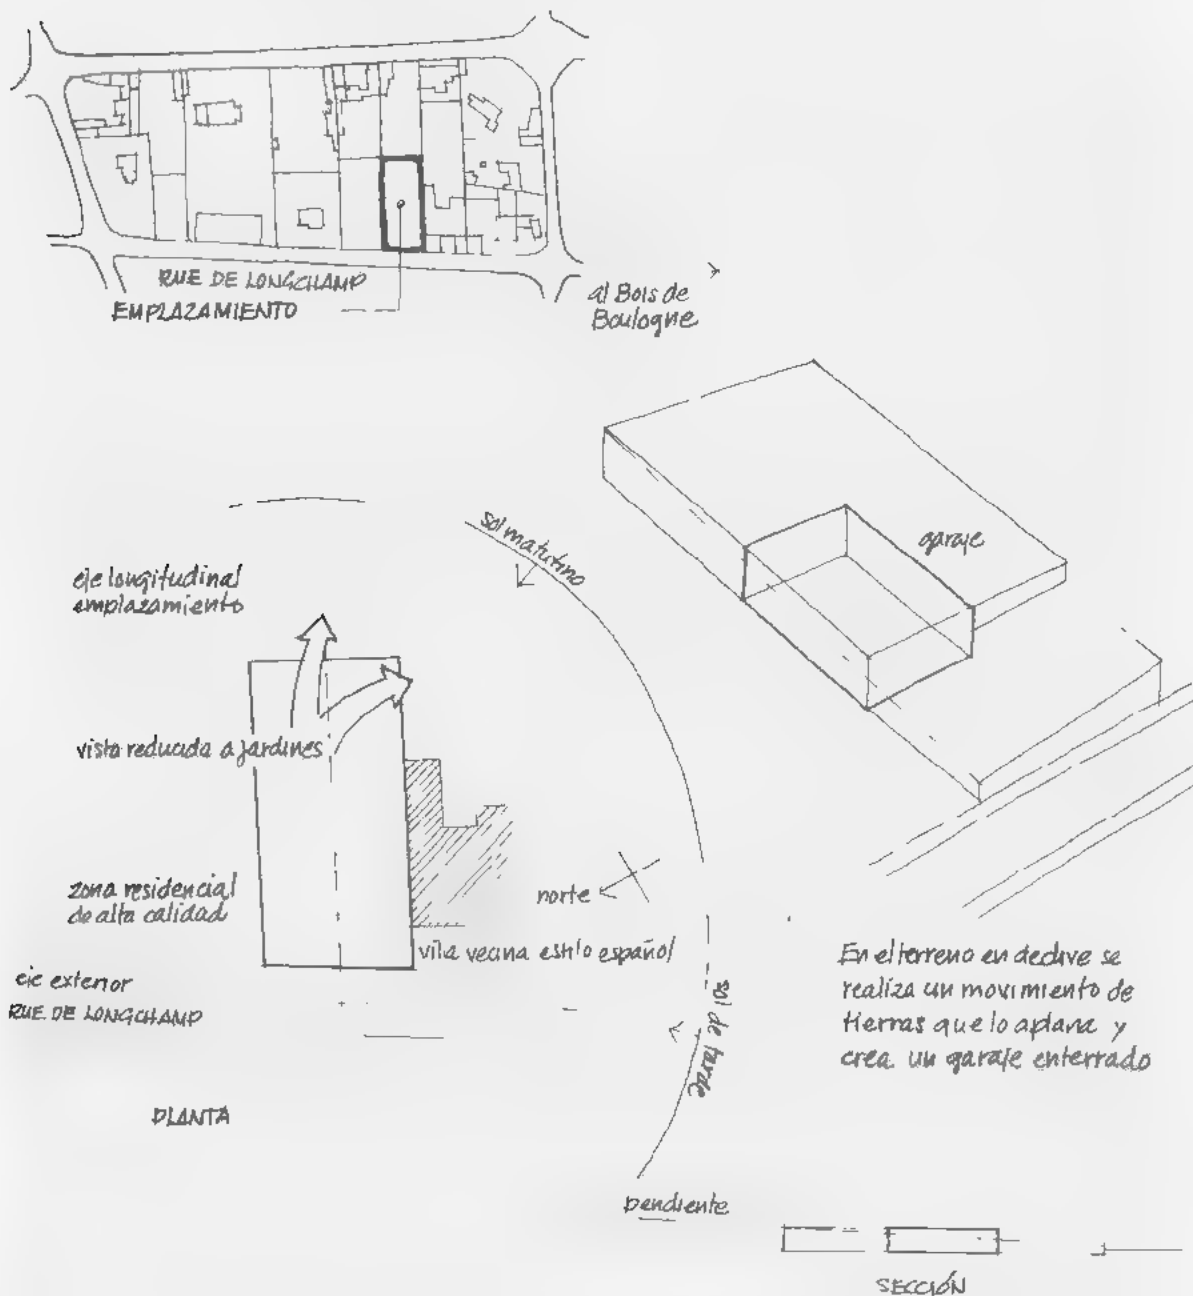 RUE DE LONGCHAMP
EMPLAZAMIENTO
al Bois de
Boulogne
garaje
sol matutino
eje longitudinal
emplazamiento
vista reducida a jardines
zona residencial
de alta calidad
norte
villa vecina estilo español
eje exterior
RUE DE LONGCHAMP
sol de tarde
En el terreno en declive se
realiza un movimiento de
tierras que lo aplana y
crea un garaje enterrado
PLANTA
pendiente
SECCIÓN